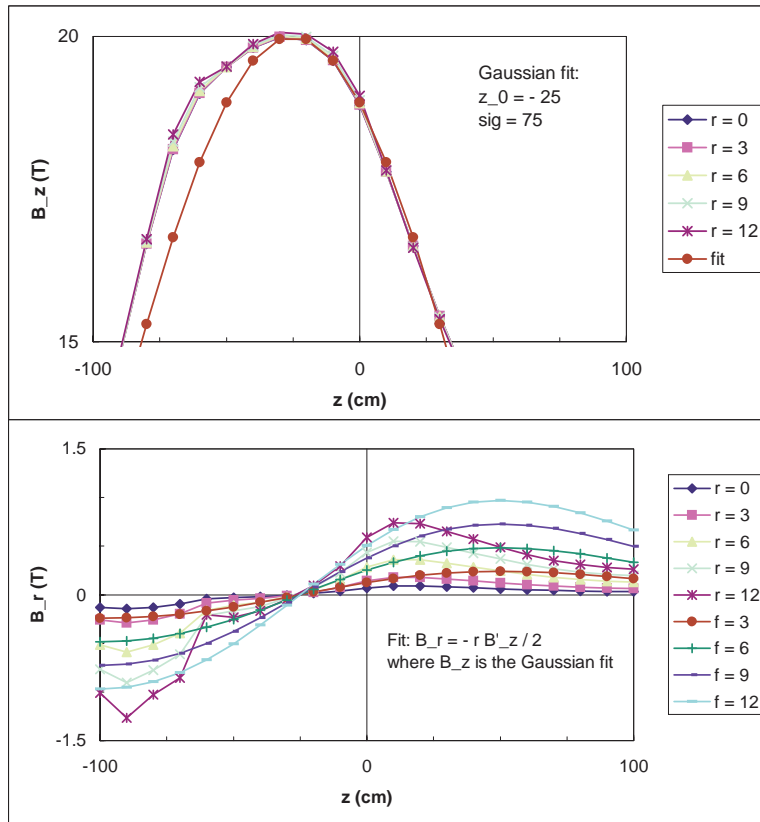 20
15
B_z (T)
-100
0
100
z (cm)
Gaussian fit:
z_0 = - 25
sig = 75
r = 0
r = 3
r = 6
r = 9
r = 12
fit
1.5
0
-1.5
B_r (T)
-100
0
100
z (cm)
Fit: B_r = - r B'_z / 2
where B_z is the Gaussian fit
r = 0
r = 3
r = 6
r = 9
r = 12
f = 3
f = 6
f = 9
f = 12